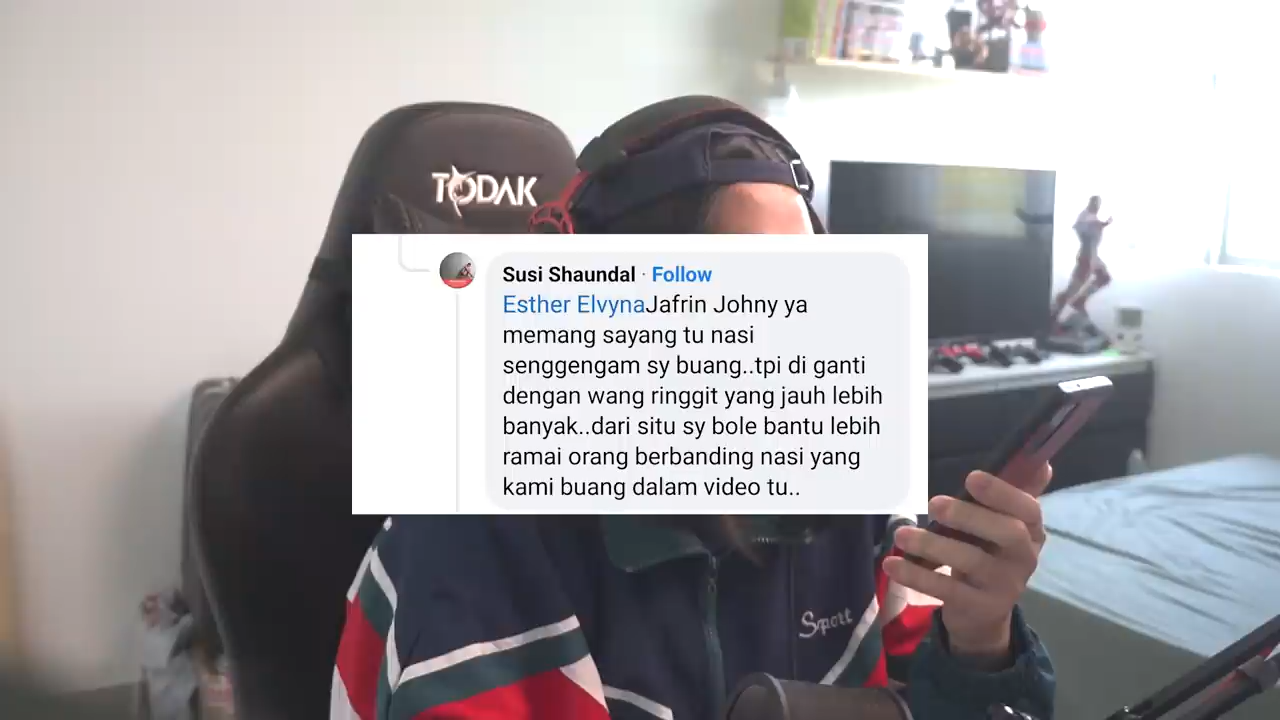 TODAK
Susi Shaundal · Follow
Esther ElvynaJafrin Johny ya
memang sayang tu nasi
senggengam sy buang..tpi di ganti
dengan wang ringgit yang jauh lebih
banyak..dari situ sy bole bantu lebih
ramai orang berbanding nasi yang
kami buang dalam video tu..
Sport